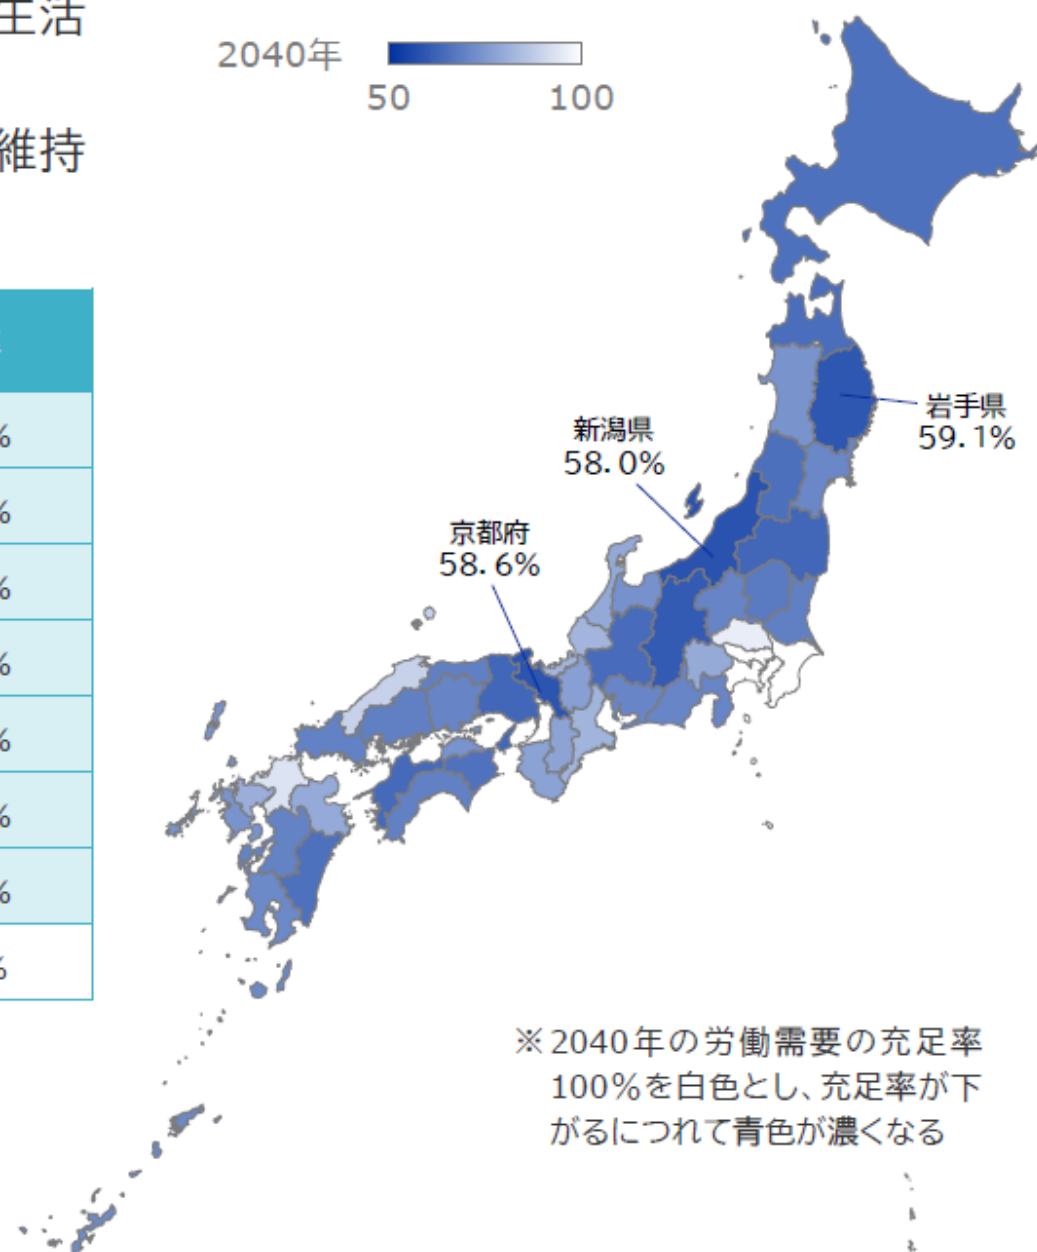 生活
維持
%
%
%
%
%
%
%
%
2040年
50 100
岩手県
59.1%
新潟県
58.0%
京都府
58.6%
※2040年の労働需要の充足率
100%を白色とし、充足率が下
がるにつれて青色が濃くなる